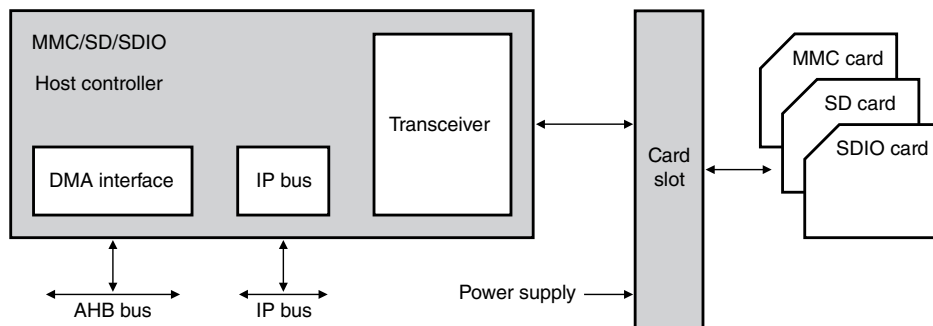 MMC/SD/SDIO
Host controller
Transceiver
DMA interface
IP bus
AHB bus
IP bus
Card
slot
Power supply
MMC card
SD card
SDIO card